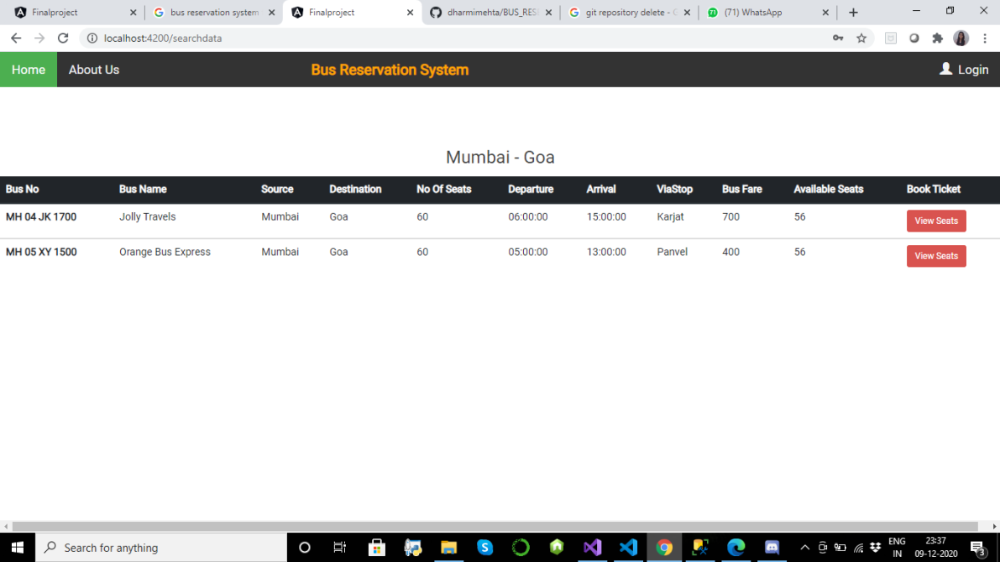 Finalproject
bus reservation system
Finalproject
dharmimehta/BUS_RES
git repository delete -
(71) WhatsApp
localhost:4200/searchdata
Home About Us Bus Reservation System Login
Mumbai - Goa
Bus No Bus Name Source Destination No Of Seats Departure Arrival ViaStop Bus Fare Available Seats Book Ticket
MH 04 JK 1700 Jolly Travels Mumbai Goa 60 06:00:00 15:00:00 Karjat 700 56 View Seats
MH 05 XY 1500 Orange Bus Express Mumbai Goa 60 05:00:00 13:00:00 Panvel 400 56 View Seats
Search for anything
ENG
IN
23:37
09-12-2020
3